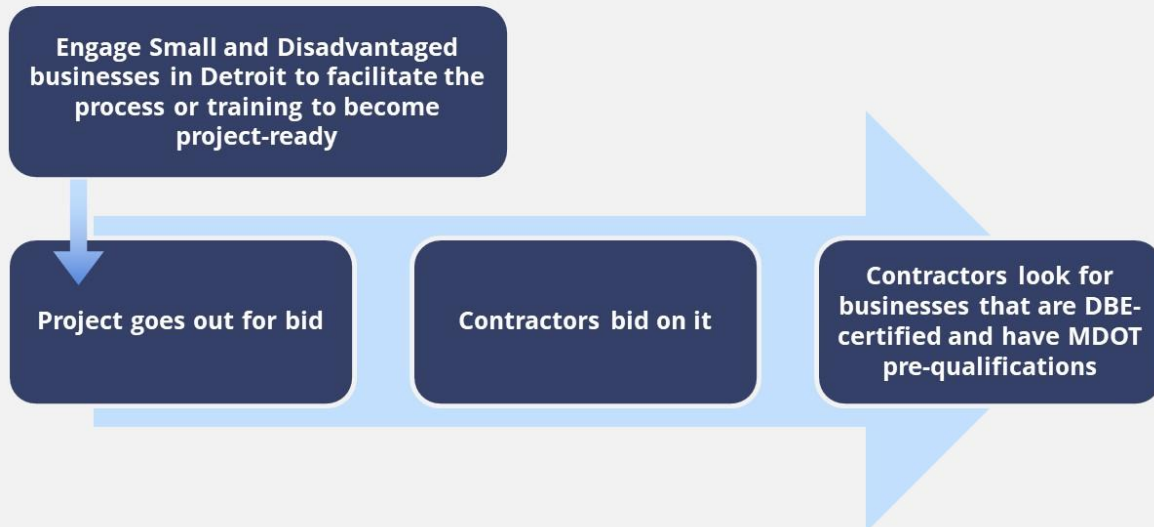 Engage Small and Disadvantaged
businesses in Detroit to facilitate the
process or training to become
project-ready
Project goes out for bid
Contractors bid on it
Contractors look for
businesses that are DBE-
certified and have MDOT
pre-qualifications